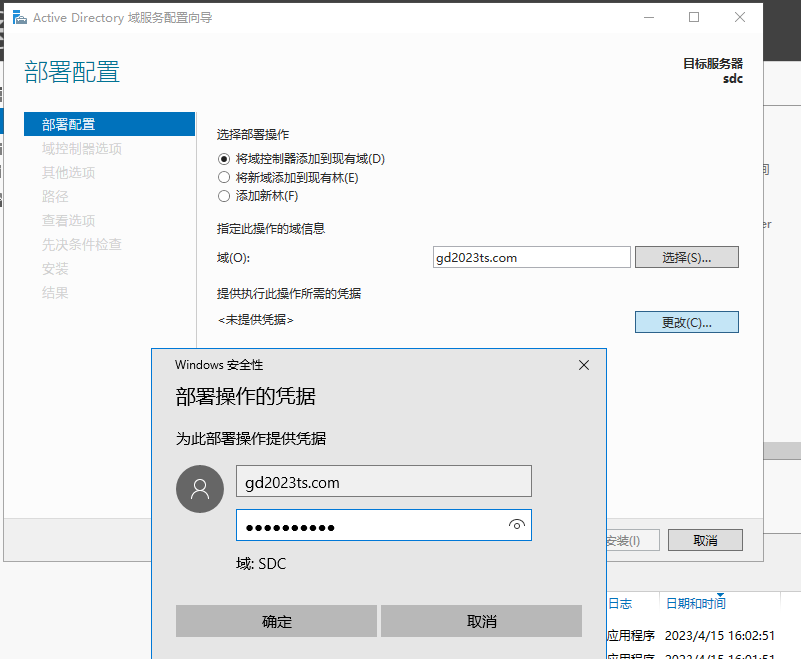 Active Directory 域服务配置向导
部署配置
目标服务器
sdc
部署配置
域控制器选项
其他选项
路径
查看选项
先决条件检查
安装
结果
选择部署操作
将域控制器添加到现有域(D)
将新域添加到现有林(E)
添加新林(F)
指定此操作的域信息
域(O):
gd2023ts.com
选择(S)...
提供执行此操作所需的凭据
<未提供凭据>
更改(C)...
Windows 安全性
部署操作的凭据
为此部署操作提供凭据
gd2023ts.com
●●●●●●●●●●
域: SDC
确定
取消
安装(I)
取消
日志
日期和时间
应用程序
2023/4/15 16:02:51
应用程序
2023/4/15 16:01:51